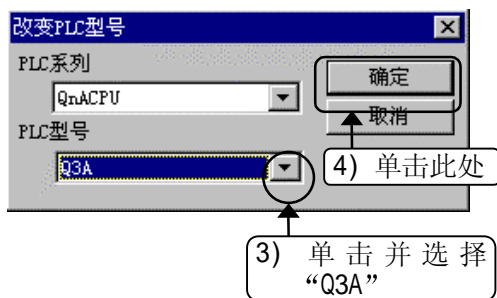 改变PLC型号
PLC系列
QnACPU
确定
取消
PLC型号
Q3A
4) 单击此处
3) 单击并选择
“Q3A”